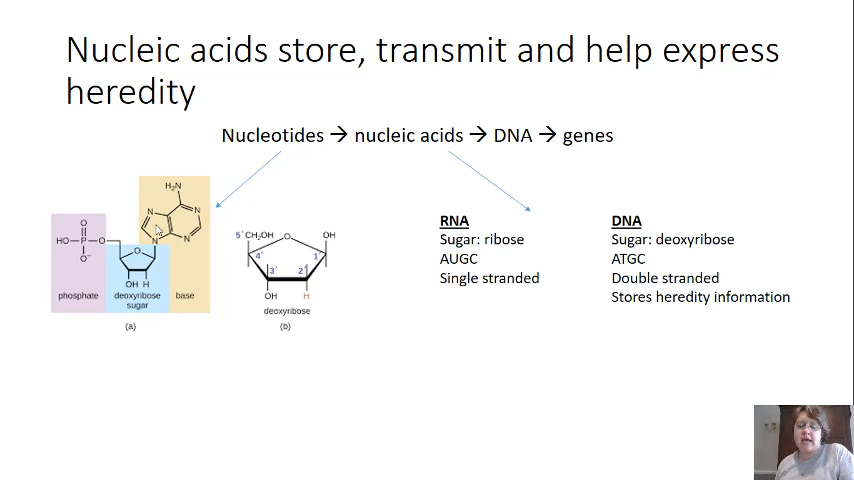 Nucleic acids store, transmit and help express
heredity
Nucleotides → nucleic acids → DNA → genes
H₂N
N
N
N
N
O
HO-P-O
O⁻
O
OH H
phosphate
deoxyribose
sugar
base
(a)
5′ CH₂OH
O
OH
4′
1′
3′
2′
OH
H
deoxyribose
(b)
RNA
Sugar: ribose
AUGC
Single stranded
DNA
Sugar: deoxyribose
ATGC
Double stranded
Stores heredity information